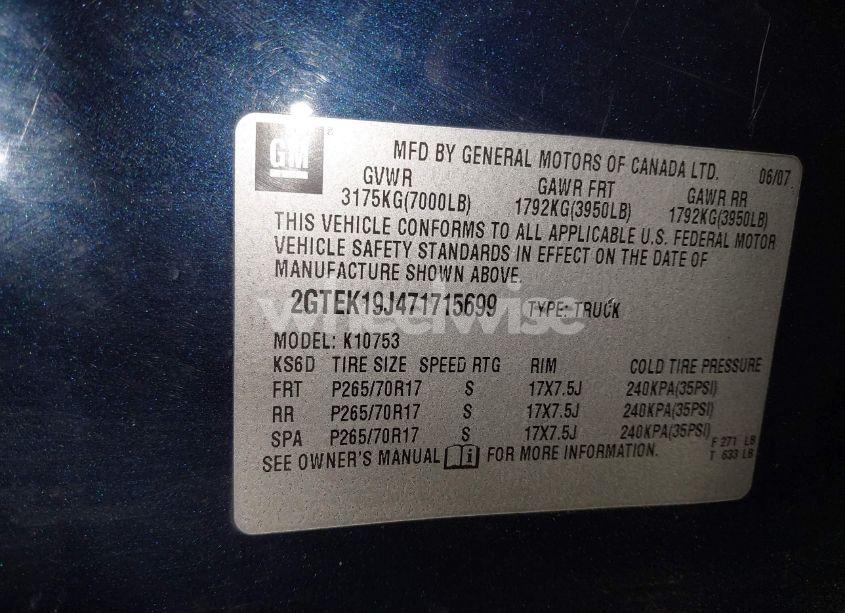 GM
MFD BY GENERAL MOTORS OF CANADA LTD. 06/07
GVWR GAWR FRT GAWR RR
3175KG(7000LB) 1792KG(3950LB) 1792KG(3950LB)
THIS VEHICLE CONFORMS TO ALL APPLICABLE U.S. FEDERAL MOTOR
VEHICLE SAFETY STANDARDS IN EFFECT ON THE DATE OF
MANUFACTURE SHOWN ABOVE.
2GTEK19J471715699 TYPE: TRUCK
wheelwise
MODEL: K10753
KS6D TIRE SIZE SPEED RTG RIM COLD TIRE PRESSURE
FRT P265/70R17 S 17X7.5J 240KPA(35PSI)
RR P265/70R17 S 17X7.5J 240KPA(35PSI)
SPA P265/70R17 S 17X7.5J 240KPA(35PSI)
F 271 LB
T 633 LB
SEE OWNER'S MANUAL i FOR MORE INFORMATION.